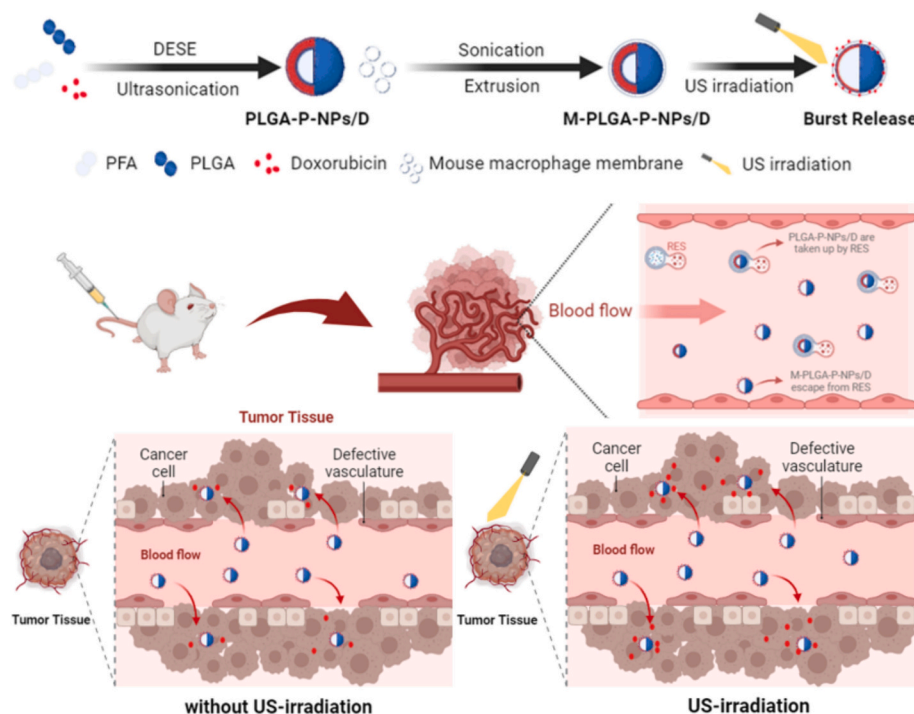 DESE
Ultrasonication
PLGA-P-NPs/D
Sonication
Extrusion
M-PLGA-P-NPs/D
US irradiation
Burst Release
PFA
PLGA
Doxorubicin
Mouse macrophage membrane
US irradiation
RES
PLGA-P-NPs/D are
taken up by RES
Blood flow
M-PLGA-P-NPs/D
escape from RES
Tumor Tissue
Cancer
cell
Defective
vasculature
Blood flow
Tumor Tissue
without US-irradiation
Cancer
cell
Defective
vasculature
Blood flow
Tumor Tissue
US-irradiation